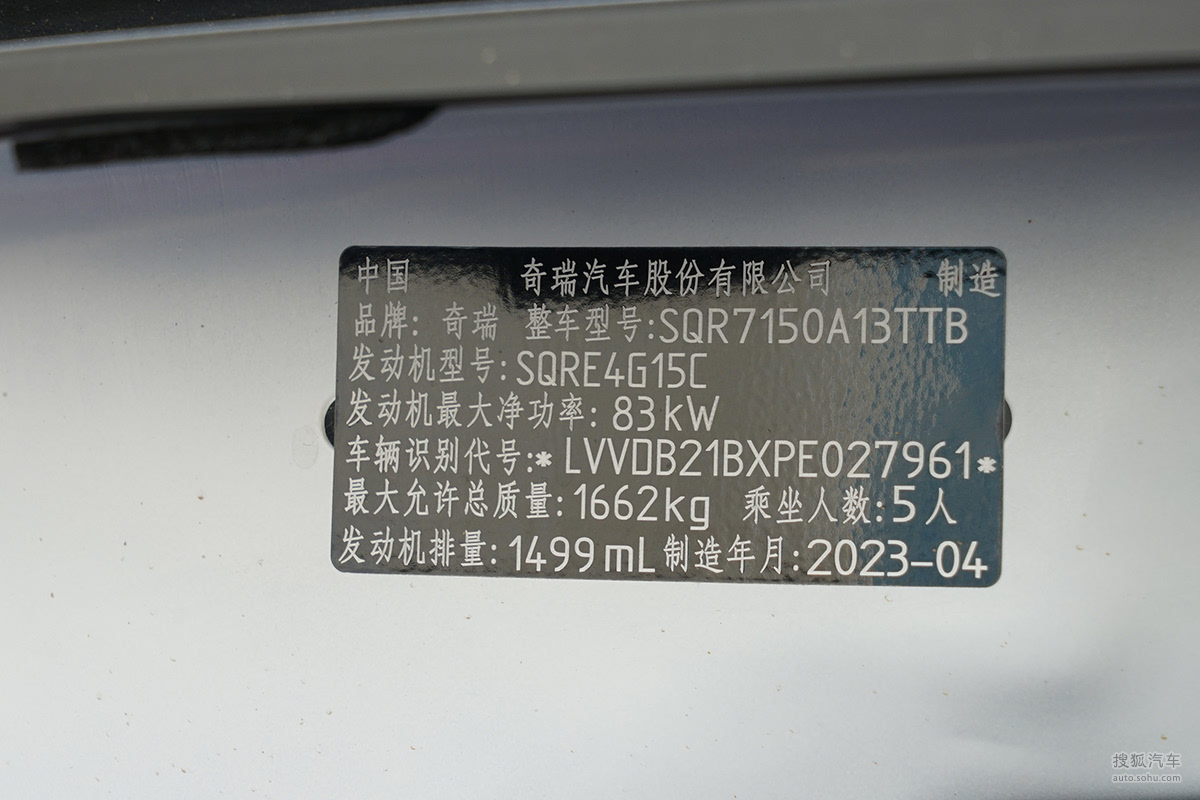 中国 奇瑞汽车股份有限公司 制造
品牌: 奇瑞 整车型号:SQR7150A13TTB
发动机型号:SQRE4G15C
发动机最大净功率: 83kW
车辆识别代号:*LVVDB21BXPE027961*
最大允许总质量:1662kg 乘坐人数:5人
发动机排量:1499mL 制造年月:2023-04
搜狐汽车
auto.sohu.com